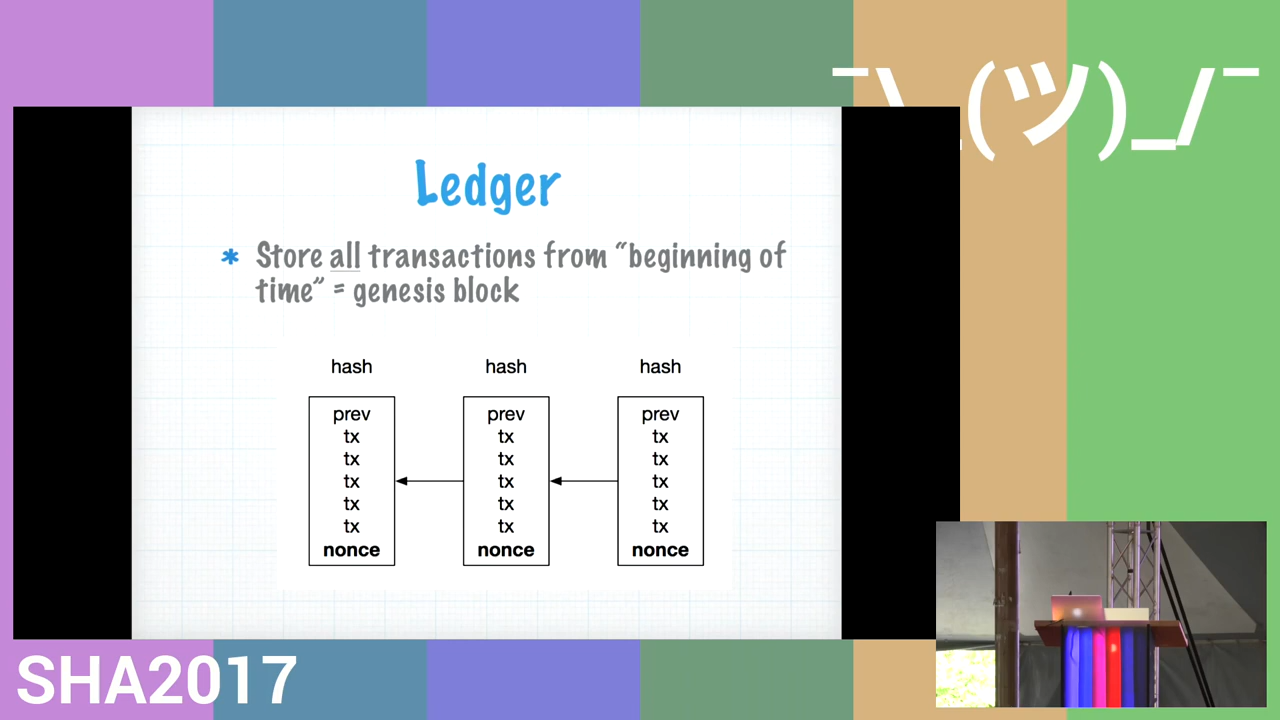 ¯\_(ツ)_/¯
Ledger
* Store all transactions from “beginning of
time” = genesis block
hash hash hash
prev prev prev
tx tx tx
tx tx tx
tx tx tx
tx tx tx
tx tx tx
nonce nonce nonce
SHA2017